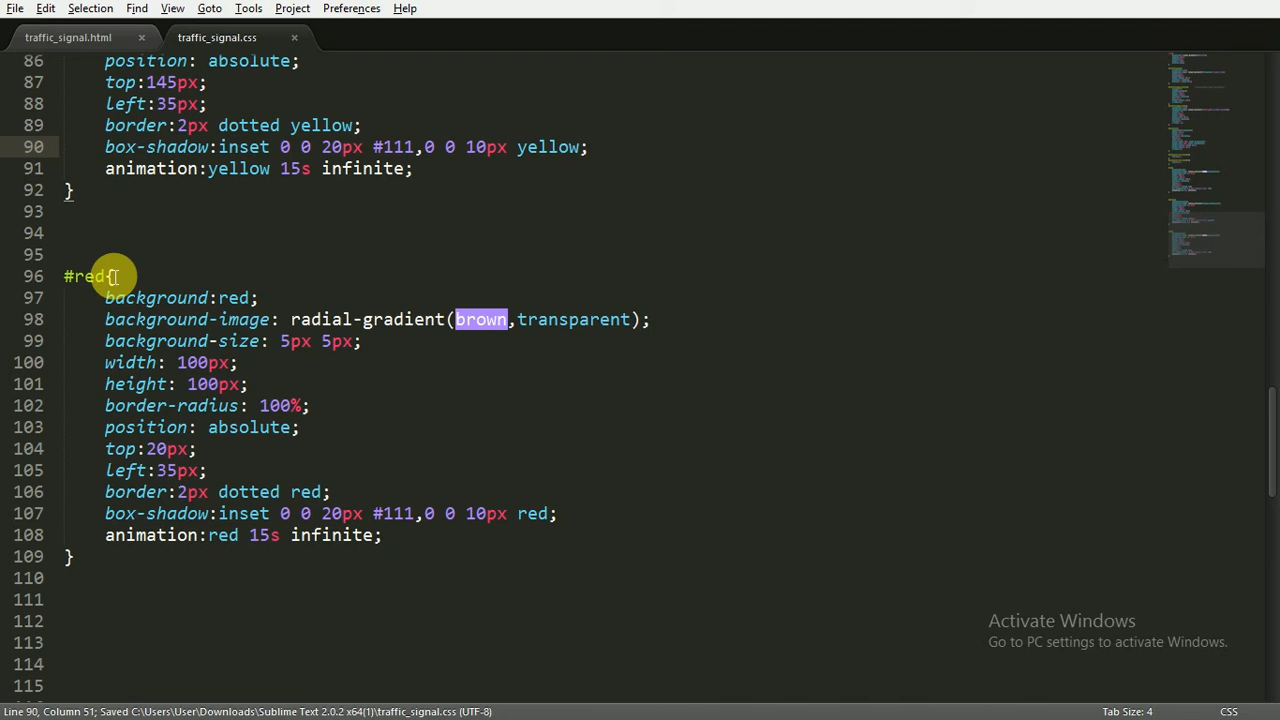 File Edit Selection Find View Goto Tools Project Preferences Help
traffic_signal.html × traffic_signal.css ×
86 position: absolute;
87 top:145px;
88 left:35px;
89 border:2px dotted yellow;
90 box-shadow:inset 0 0 20px #111,0 0 10px yellow;
91 animation:yellow 15s infinite;
92 }
93
94
95
96 #red{
97 background:red;
98 background-image: radial-gradient(brown,transparent);
99 background-size: 5px 5px;
100 width: 100px;
101 height: 100px;
102 border-radius: 100%;
103 position: absolute;
104 top:20px;
105 left:35px;
106 border:2px dotted red;
107 box-shadow:inset 0 0 20px #111,0 0 10px red;
108 animation:red 15s infinite;
109 }
110
111
112
113
114
115
Activate Windows
Go to PC settings to activate Windows.
Line 90, Column 51; Saved C:\Users\User\Downloads\Sublime Text 2.0.2 x64(1)\traffic_signal.css (UTF-8) Tab Size: 4 CSS